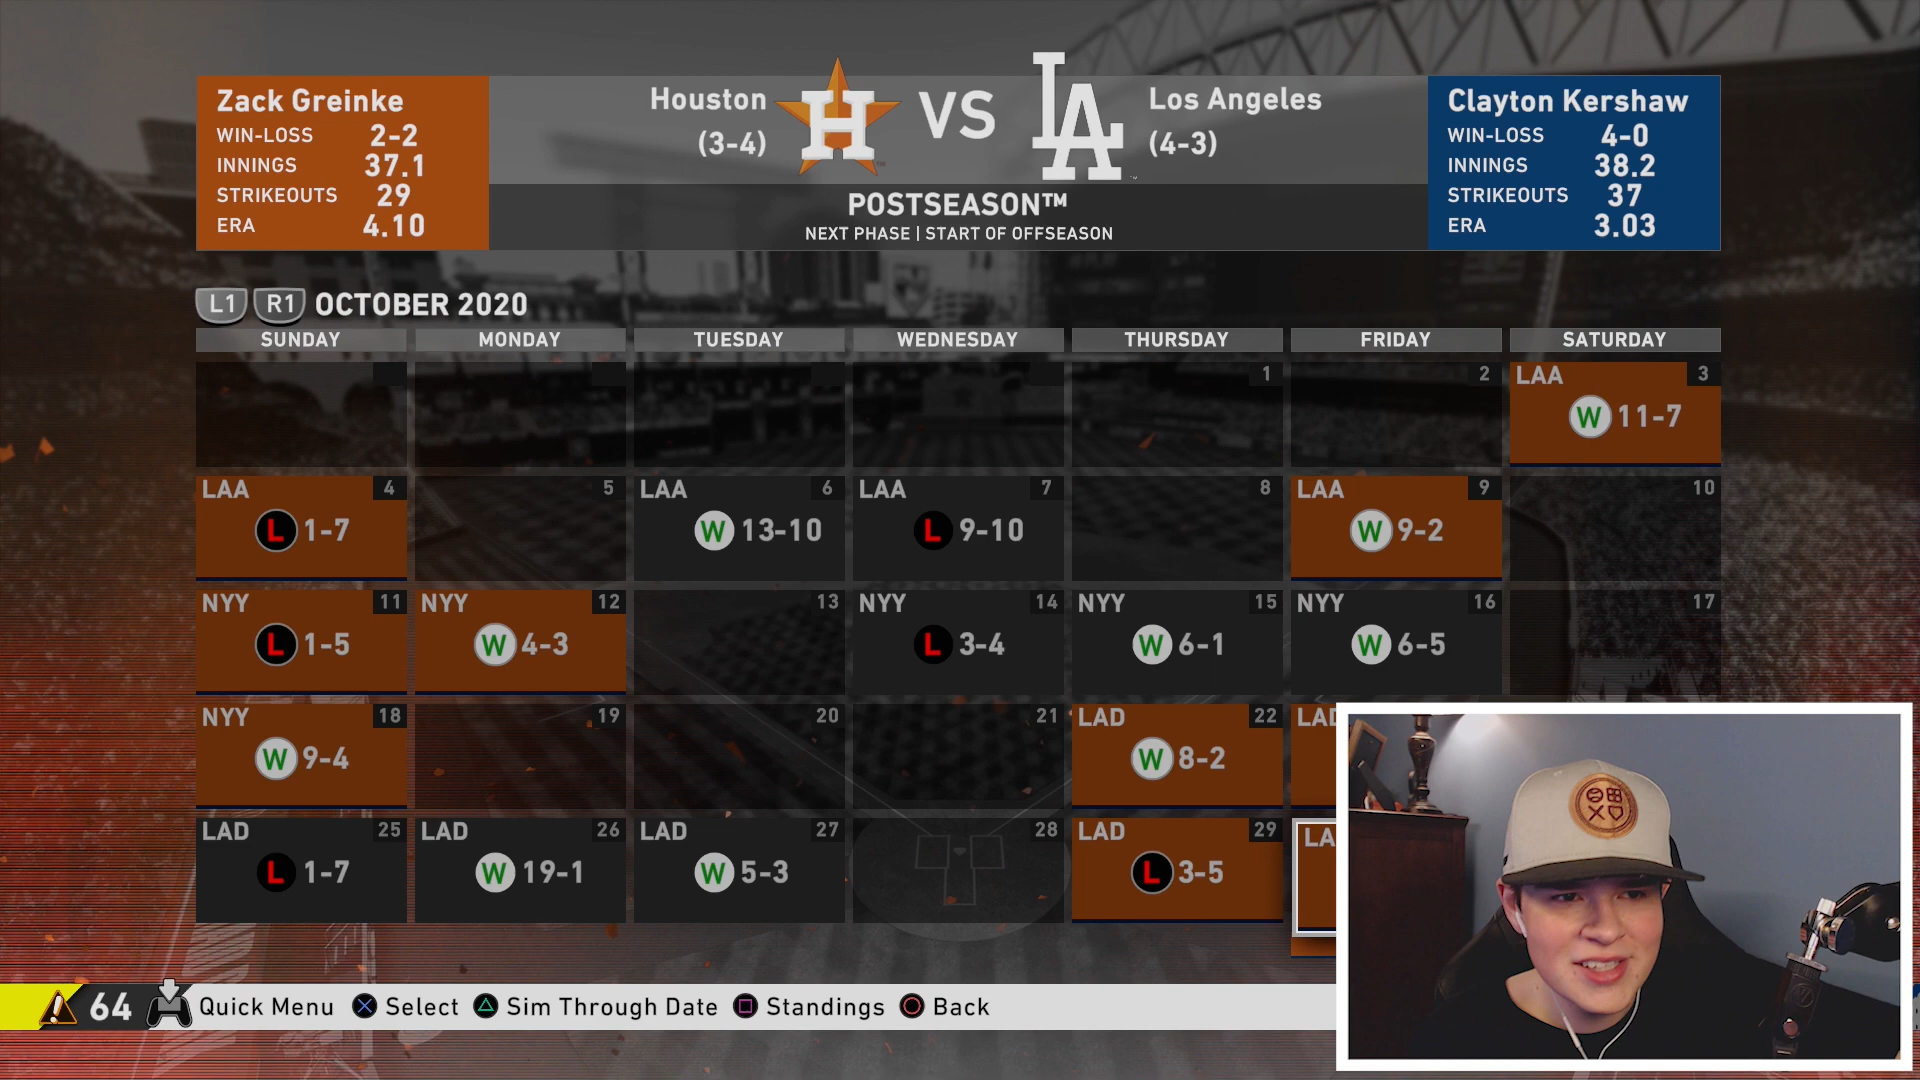 Zack Greinke
WIN-LOSS 2-2
INNINGS 37.1
STRIKEOUTS 29
ERA 4.10
Houston
(3-4)
H
VS
LA
Los Angeles
(4-3)
POSTSEASON™
NEXT PHASE | START OF OFFSEASON
Clayton Kershaw
WIN-LOSS 4-0
INNINGS 38.2
STRIKEOUTS 37
ERA 3.03
L1 R1 OCTOBER 2020
SUNDAY MONDAY TUESDAY WEDNESDAY THURSDAY FRIDAY SATURDAY
1 2 LAA 3
W 11-7
LAA 4 5 LAA 6 LAA 7 8 LAA 9 10
L 1-7 W 13-10 L 9-10 W 9-2
NYY 11 NYY 12 13 NYY 14 NYY 15 NYY 16 17
L 1-5 W 4-3 L 3-4 W 6-1 W 6-5
NYY 18 19 20 21 LAD 22 LAD
W 9-4 W 8-2
LAD 25 LAD 26 LAD 27 28 LAD 29 LA
L 1-7 W 19-1 W 5-3 L 3-5
64 Quick Menu Select Sim Through Date Standings Back